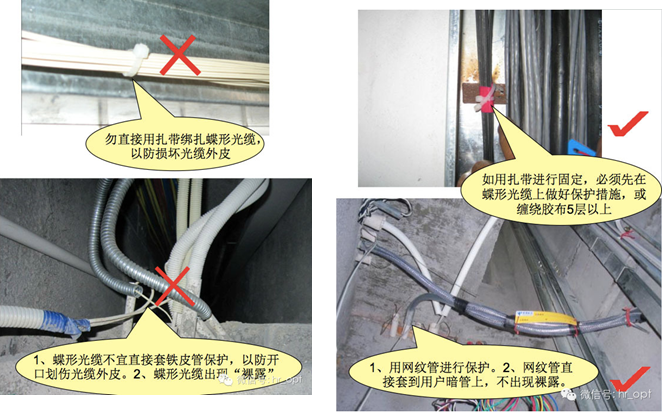 勿直接用扎带绑扎蝶形光缆,
以防损坏光缆外皮
如用扎带进行固定，必须先在
蝶形光缆上做好保护措施，或
缠绕胶布5层以上
1、蝶形光缆不宜直接套铁皮管保护，以防开
口划伤光缆外皮。2、蝶形光缆出现“裸露”
微信号: hr_opt
1、用网纹管进行保护。2、网纹管直
接套到用户暗管上，不出现裸露。
微信号: hr_opt